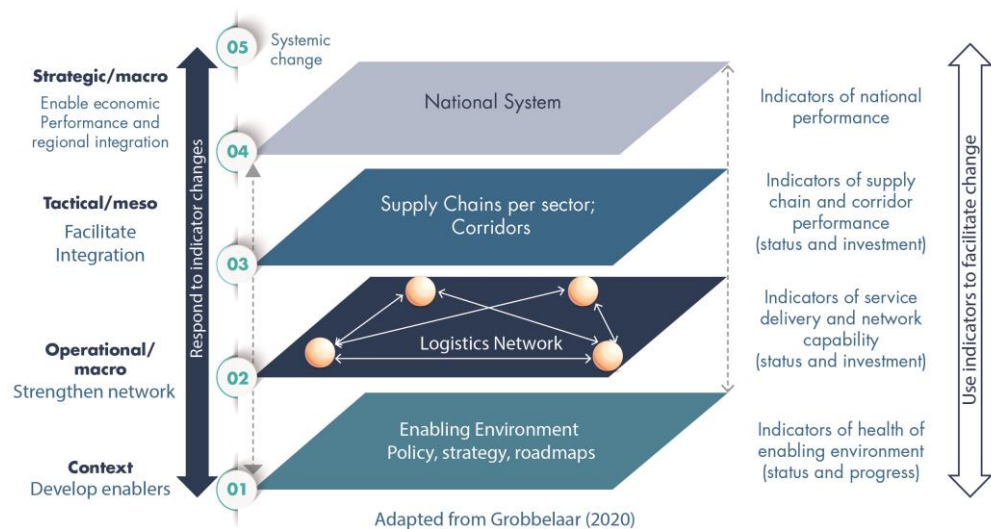 05
Systemic
change
Strategic/macro
Enable economic
Performance and
regional integration
04
National System
Indicators of national
performance
Tactical/meso
Facilitate
Integration
03
Supply Chains per sector;
Corridors
Indicators of supply
chain and corridor
performance
(status and investment)
Operational/
macro
Strengthen network
02
Logistics Network
Indicators of service
delivery and network
capability
(status and investment)
Context
Develop enablers
01
Enabling Environment
Policy, strategy, roadmaps
Indicators of health of
enabling environment
(status and progress)
Respond to indicator changes
Use indicators to facilitate change
Adapted from Grobbelaar (2020)